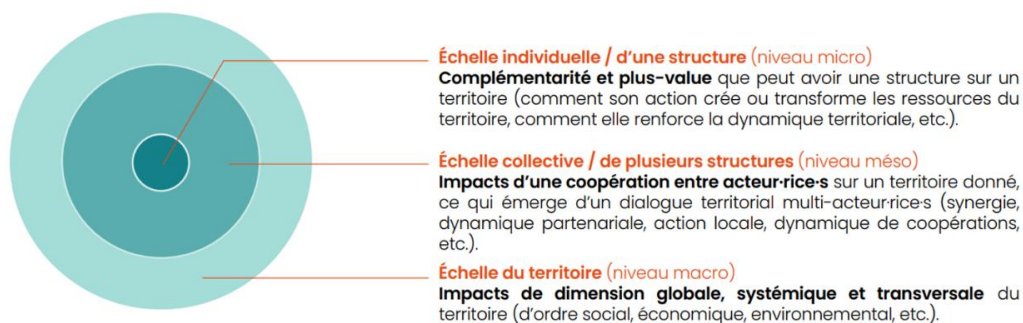 Échelle individuelle / d'une structure (niveau micro)
Complémentarité et plus-value que peut avoir une structure sur un
territoire (comment son action crée ou transforme les ressources du
territoire, comment elle renforce la dynamique territoriale, etc.).
Échelle collective / de plusieurs structures (niveau méso)
Impacts d'une coopération entre acteur·rice·s sur un territoire donné,
ce qui émerge d'un dialogue territorial multi-acteur·rice·s (synergie,
dynamique partenariale, action locale, dynamique de coopérations,
etc.).
Échelle du territoire (niveau macro)
Impacts de dimension globale, systémique et transversale du
territoire (d'ordre social, économique, environnemental, etc.).